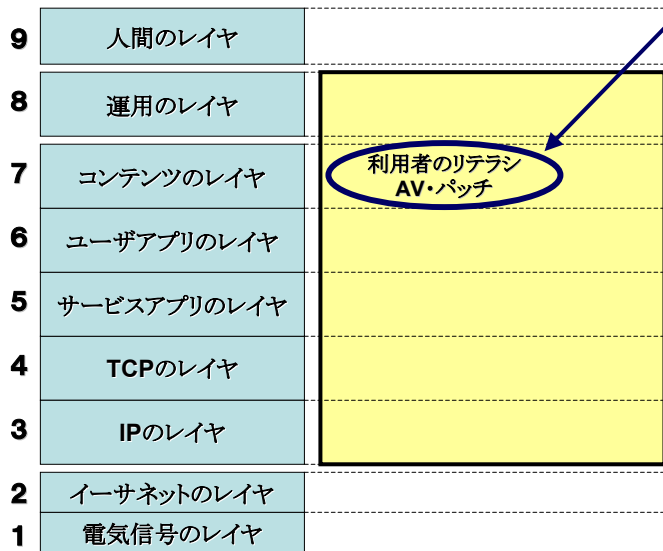 9 人間のレイヤ
8 運用のレイヤ
7 コンテンツのレイヤ
利用者のリテラシ
AV・パッチ
6 ユーザアプリのレイヤ
5 サービスアプリのレイヤ
4 TCPのレイヤ
3 IPのレイヤ
2 イーサネットのレイヤ
1 電気信号のレイヤ